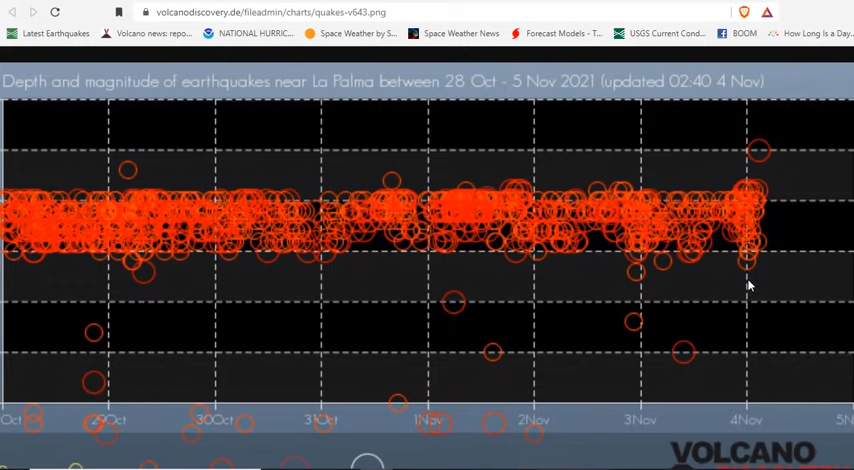 volcanodiscovery.de/fileadmin/charts/quakes-v643.png
Latest Earthquakes Volcano news: repo... NATIONAL HURRIC... Space Weather by S... Space Weather News Forecast Models - T... USGS Current Cond... BOOM How Long Is a Day
Depth and magnitude of earthquakes near La Palma between 28 Oct - 5 Nov 2021 (updated 02:40 4 Nov)
Oct 29Oct 30Oct 31Oct 1Nov 2Nov 3Nov 4Nov 5N
VOLCANO